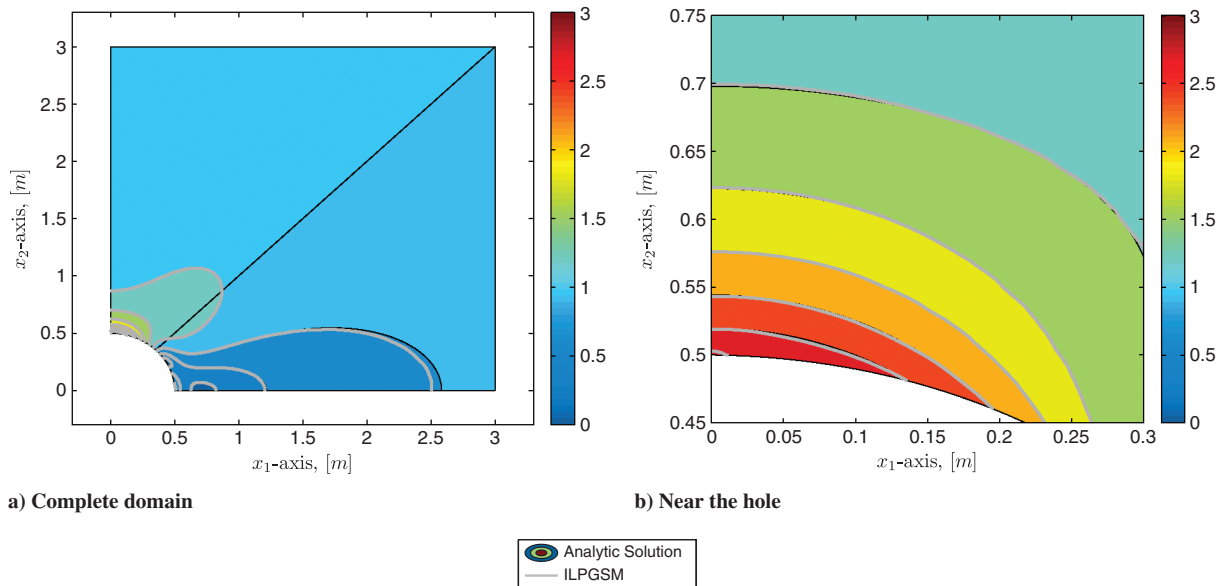 3
2.5
2
1.5
1
0.5
0
x₂-axis, [m]
0 0.5 1 1.5 2 2.5 3
x₁-axis, [m]
3
2.5
2
1.5
1
0.5
0
a) Complete domain
0.75
0.7
0.65
0.6
0.55
0.5
0.45
x₂-axis, [m]
0 0.05 0.1 0.15 0.2 0.25 0.3
x₁-axis, [m]
3
2.5
2
1.5
1
0.5
0
b) Near the hole
Analytic Solution
ILPGSM